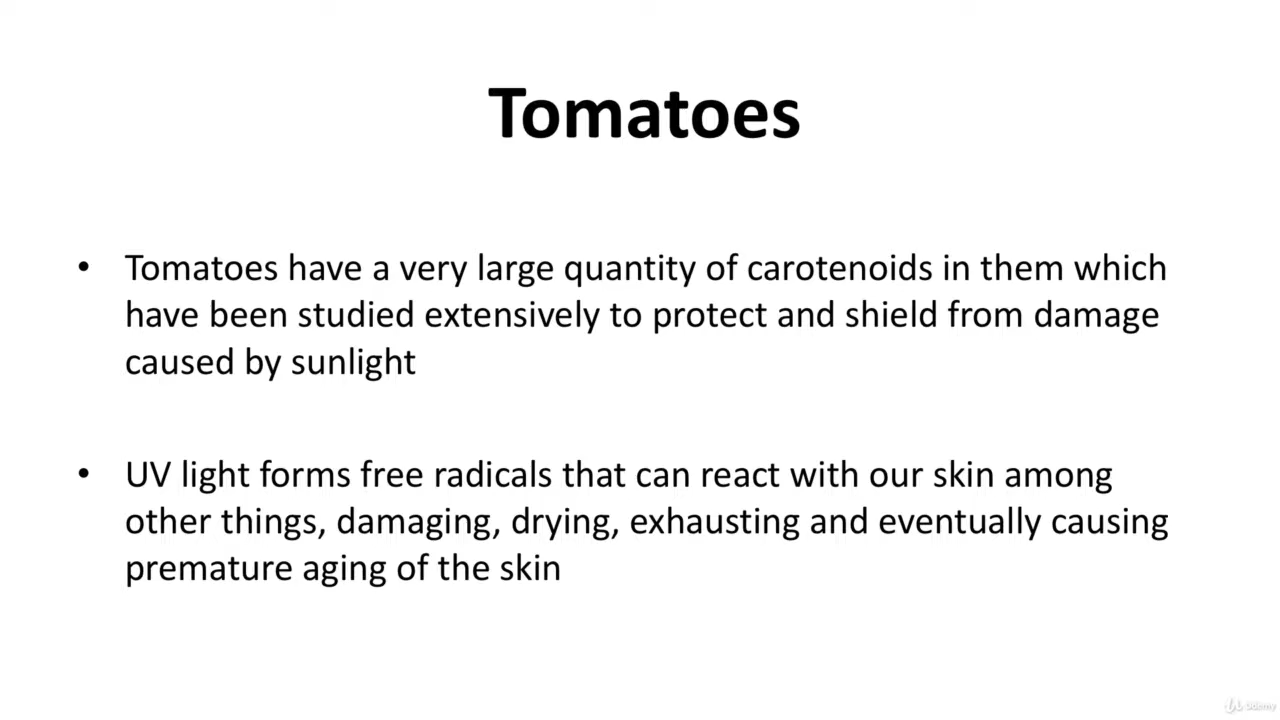 Tomatoes
• Tomatoes have a very large quantity of carotenoids in them which
have been studied extensively to protect and shield from damage
caused by sunlight
• UV light forms free radicals that can react with our skin among
other things, damaging, drying, exhausting and eventually causing
premature aging of the skin
Udemy